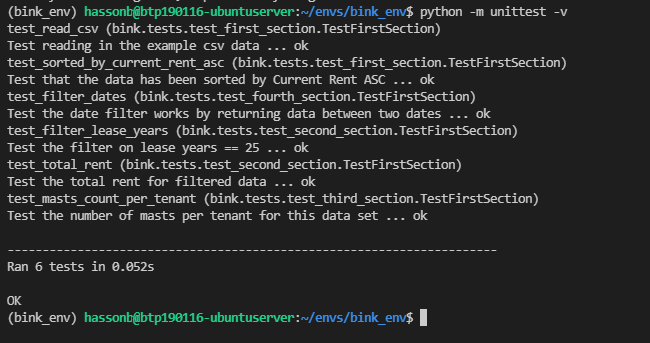 (bink_env) hassonb@btp190116-ubuntuserver:~/envs/bink_env$ python -m unittest -v
test_read_csv (bink.tests.test_first_section.TestFirstSection)
Test reading in the example csv data ... ok
test_sorted_by_current_rent_asc (bink.tests.test_first_section.TestFirstSection)
Test that the data has been sorted by Current Rent ASC ... ok
test_filter_dates (bink.tests.test_fourth_section.TestFirstSection)
Test the date filter works by returning data between two dates ... ok
test_filter_lease_years (bink.tests.test_second_section.TestFirstSection)
Test the filter on lease years == 25 ... ok
test_total_rent (bink.tests.test_second_section.TestFirstSection)
Test the total rent for filtered data ... ok
test_masts_count_per_tenant (bink.tests.test_third_section.TestFirstSection)
Test the number of masts per tenant for this data set ... ok
----------------------------------------------------------------------
Ran 6 tests in 0.052s
OK
(bink_env) hassonb@btp190116-ubuntuserver:~/envs/bink_env$